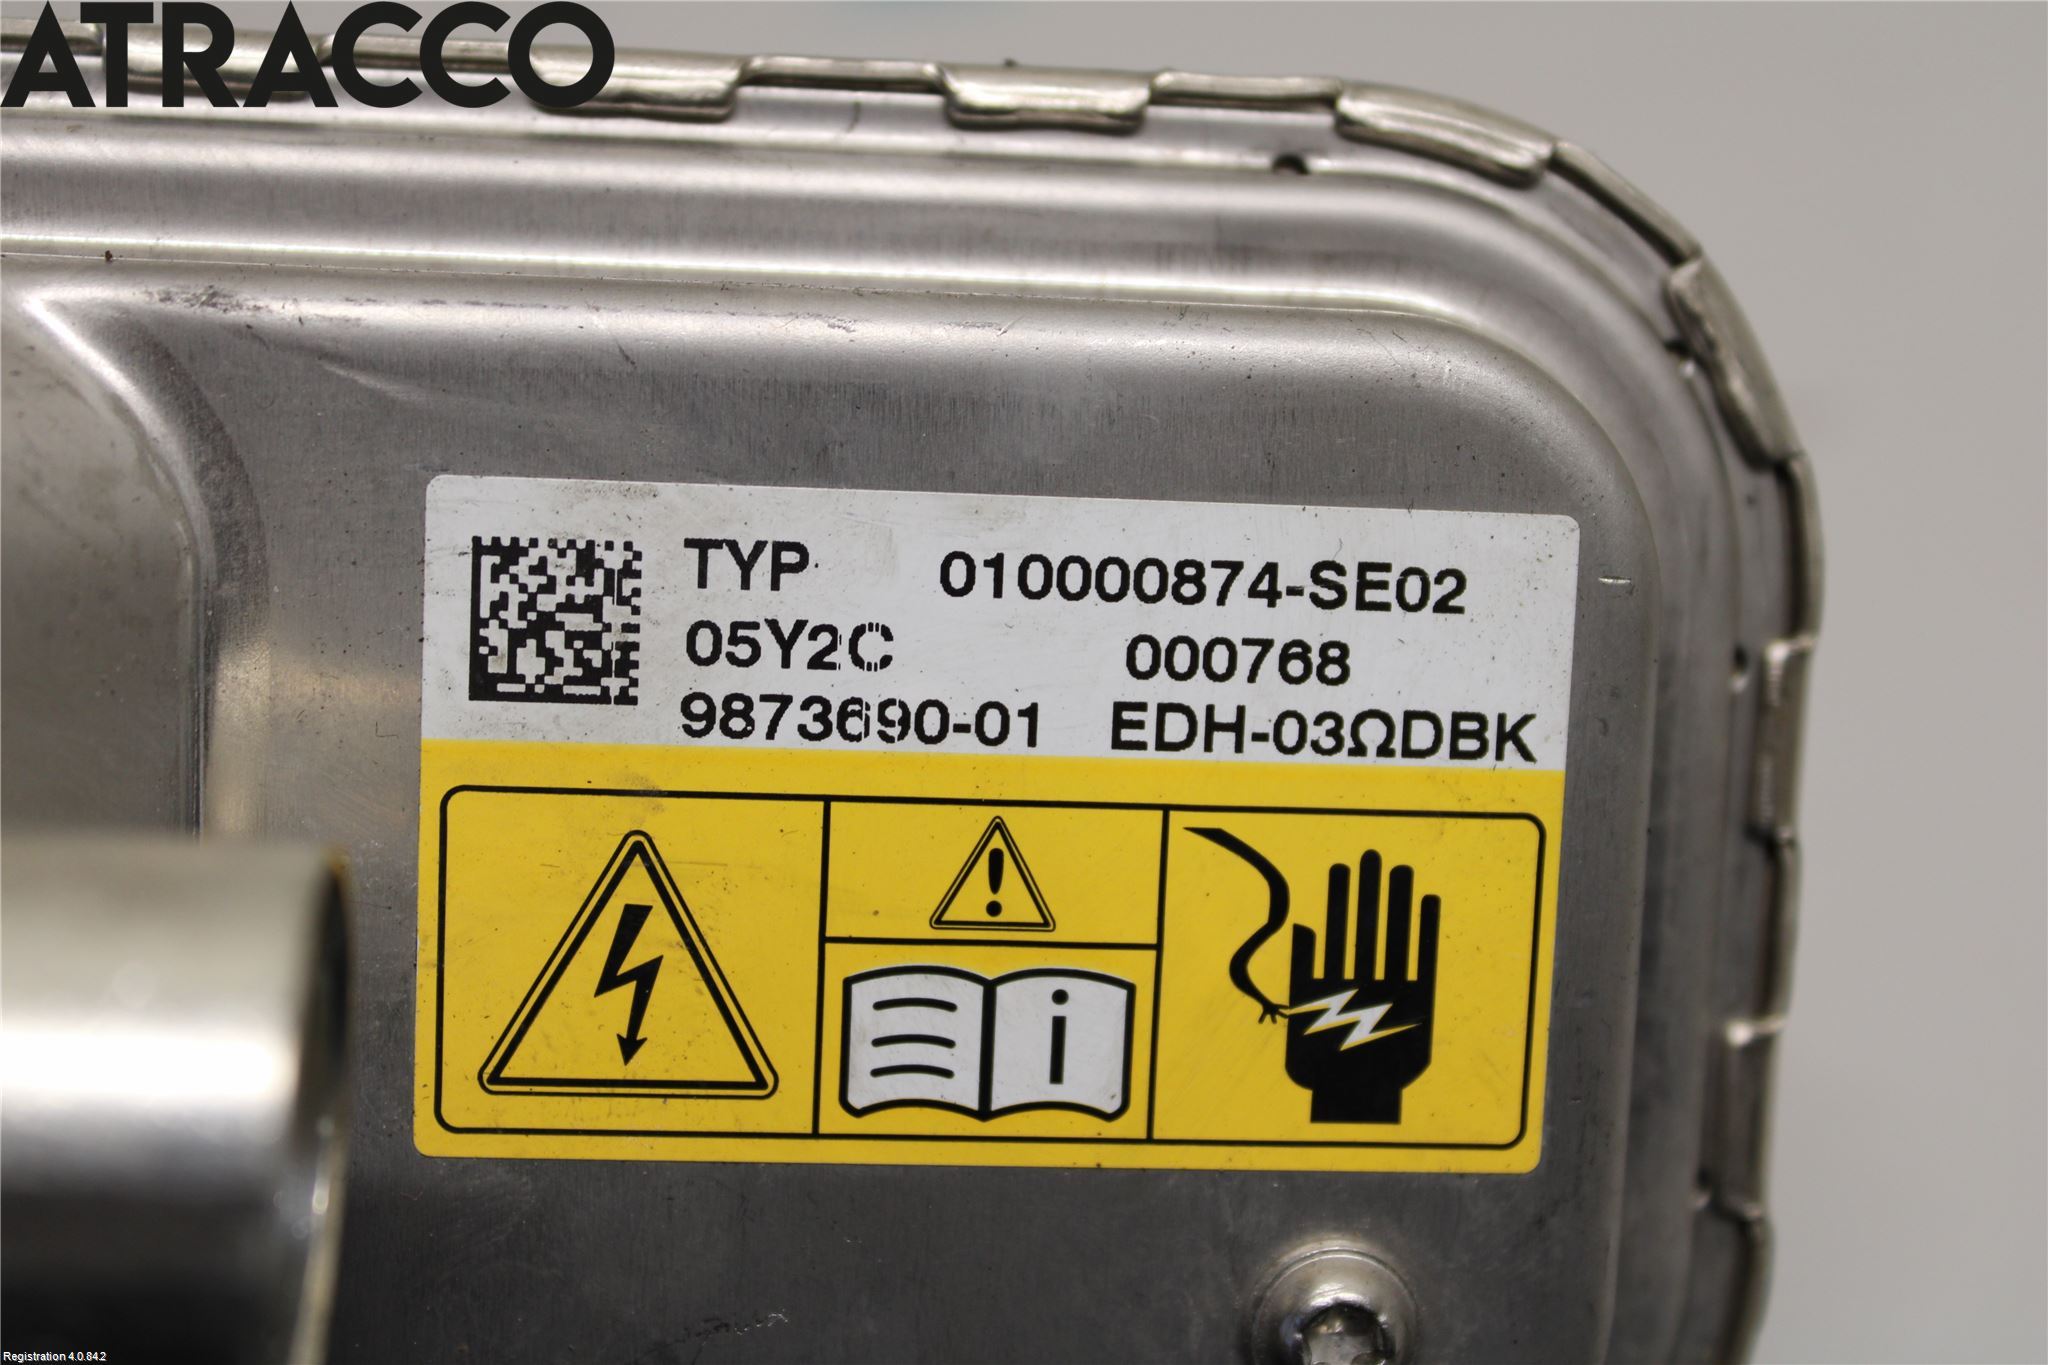 ATRACCO
TYP 010000874-SE02
05Y2C 000768
9873690-01 EDH-03ΩDBK
i
Registration 4.0.84.2